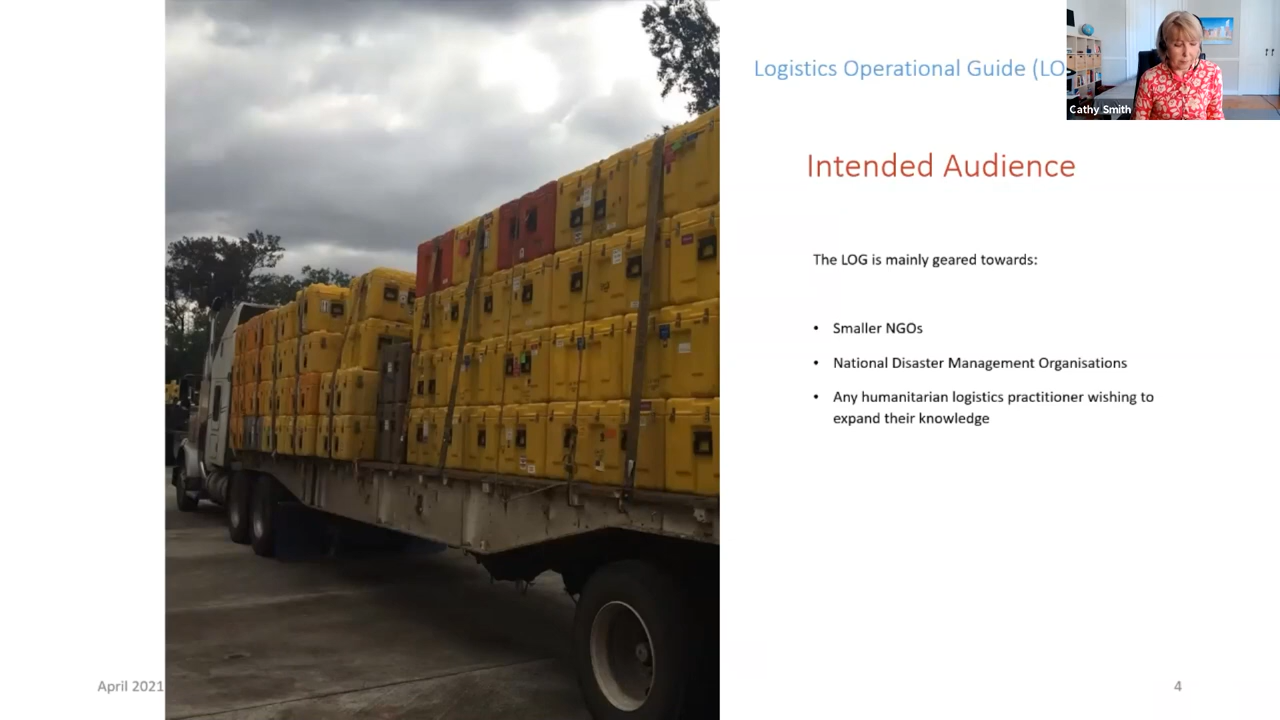 Logistics Operational Guide (LO
Cathy Smith
Intended Audience
The LOG is mainly geared towards:
• Smaller NGOs
• National Disaster Management Organisations
• Any humanitarian logistics practitioner wishing to
expand their knowledge
April 2021
4